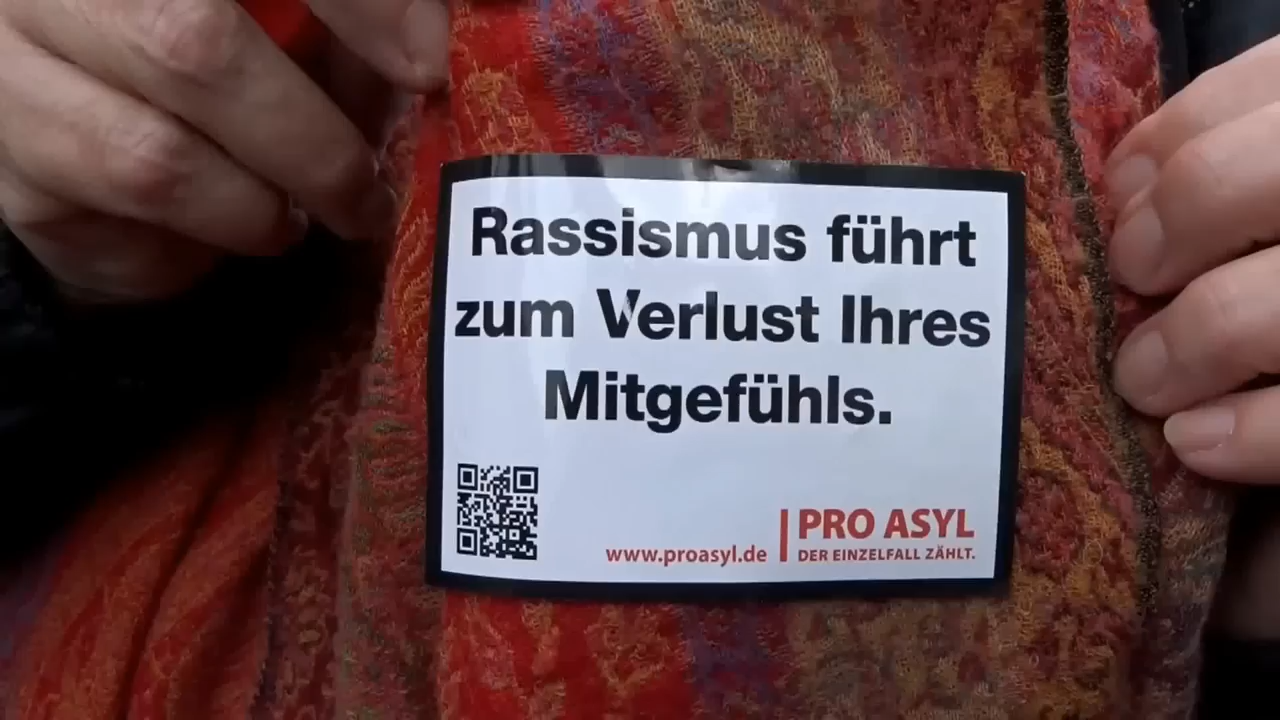 Rassismus führt
zum Verlust Ihres
Mitgefühls.
www.proasyl.de
PRO ASYL
DER EINZELFALL ZÄHLT.